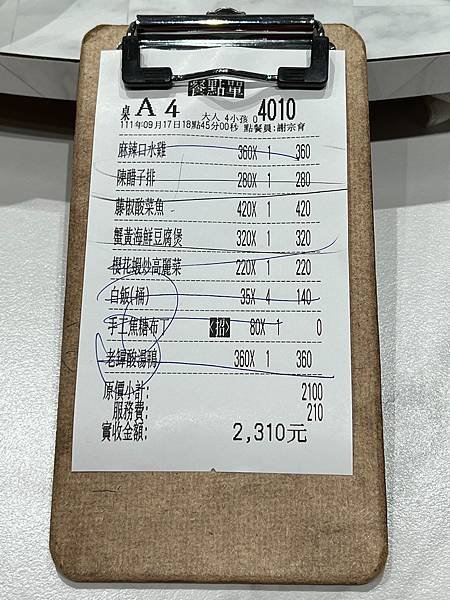 餐點單
桌 A 4 大人 4小孩 0 4010
111年09月17日18點45分00秒 點餐員:謝宗育
麻辣口水雞 360X 1 360
陳醋子排 280X 1 280
藤椒酸菜魚 420X 1 420
蟹黃海鮮豆腐煲 320X 1 320
櫻花蝦炒高麗菜 220X 1 220
白飯(桶) 35X 4 140
手工焦糖布丁 <招> 80X 1 0
老罈酸湯鴨 360X 1 360
原價小計: 2100
服務費: 210
實收金額: 2,310元